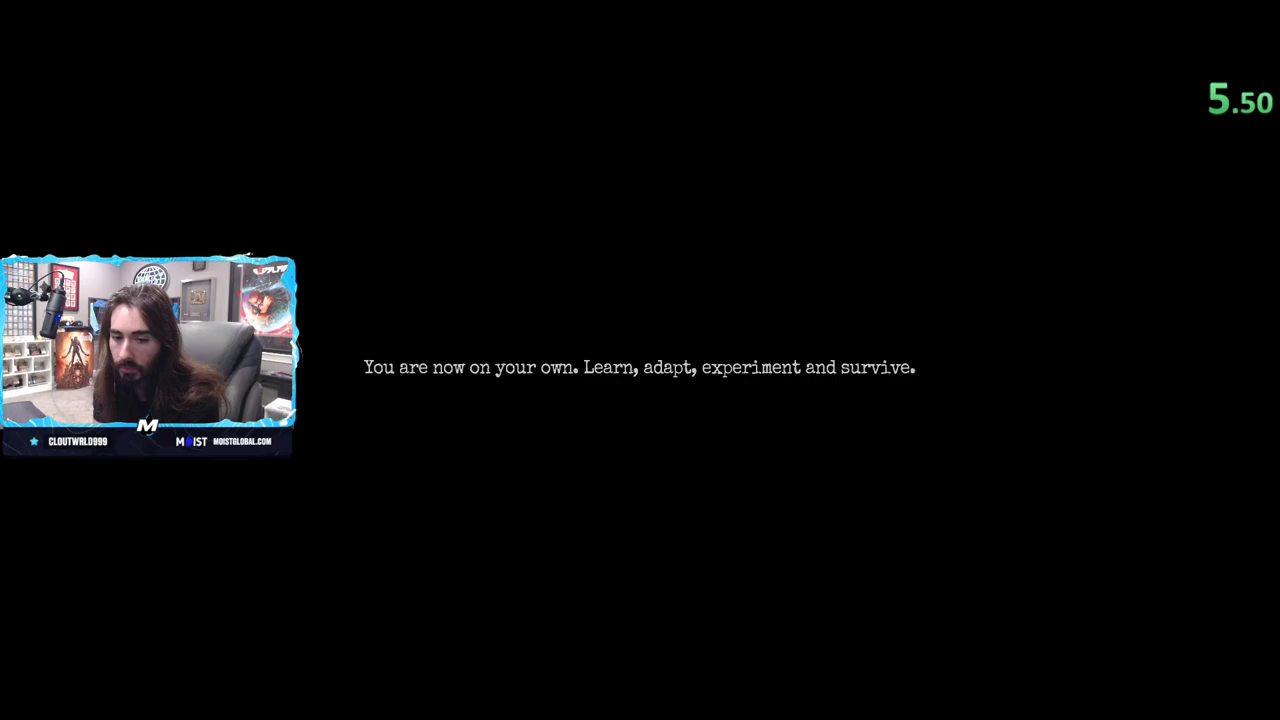 5.50
You are now on your own. Learn, adapt, experiment and survive.
M
CLOUTWRLD999
MOIST
MOISTGLOBAL.COM